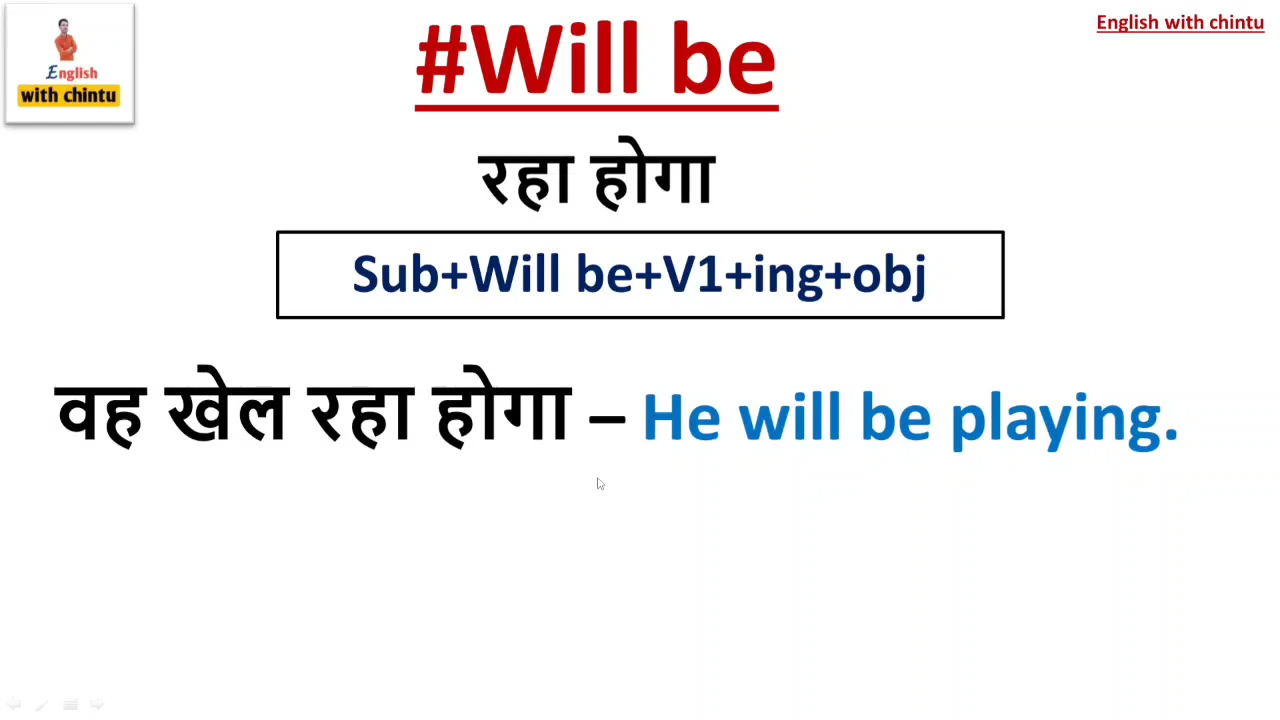 English
with chintu
#Will be
English with chintu
रहा होगा
Sub+Will be+V1+ing+obj
वह खेल रहा होगा – He will be playing.